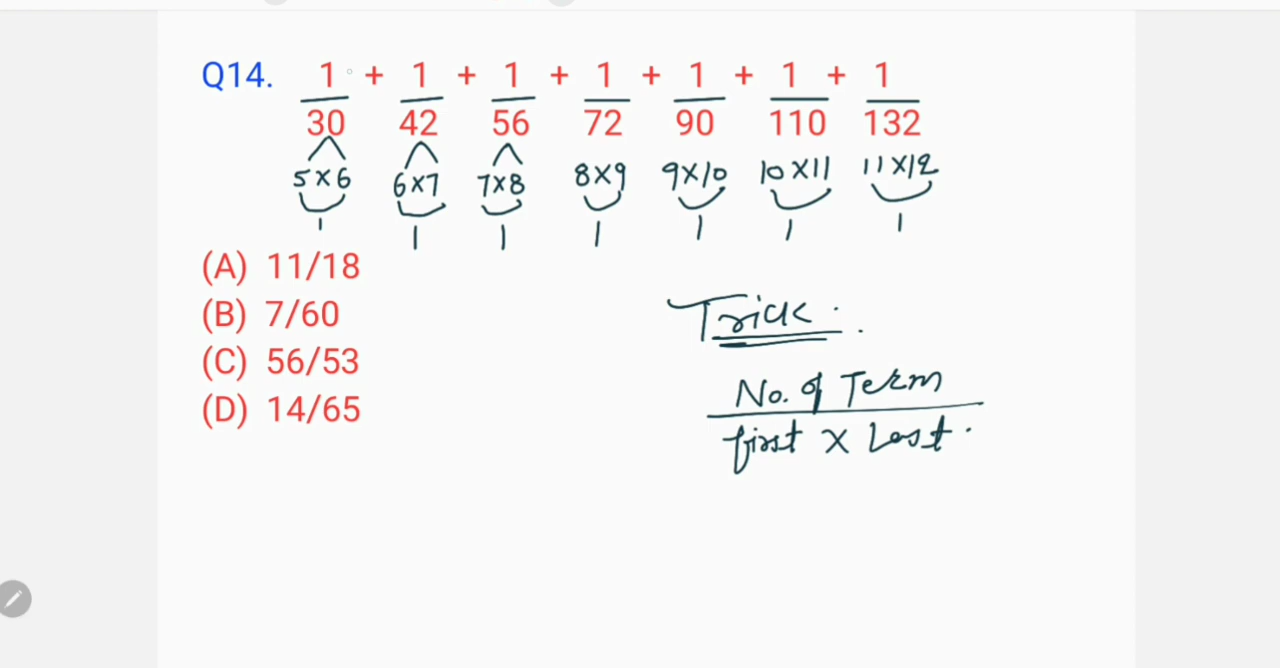 Q14. 1/30 + 1/42 + 1/56 + 1/72 + 1/90 + 1/110 + 1/132
5×6 6×7 7×8 8×9 9×10 10×11 11×12
1 1 1 1 1 1 1
(A) 11/18
(B) 7/60
(C) 56/53
(D) 14/65
Trick.
No. of Term
first × Last.